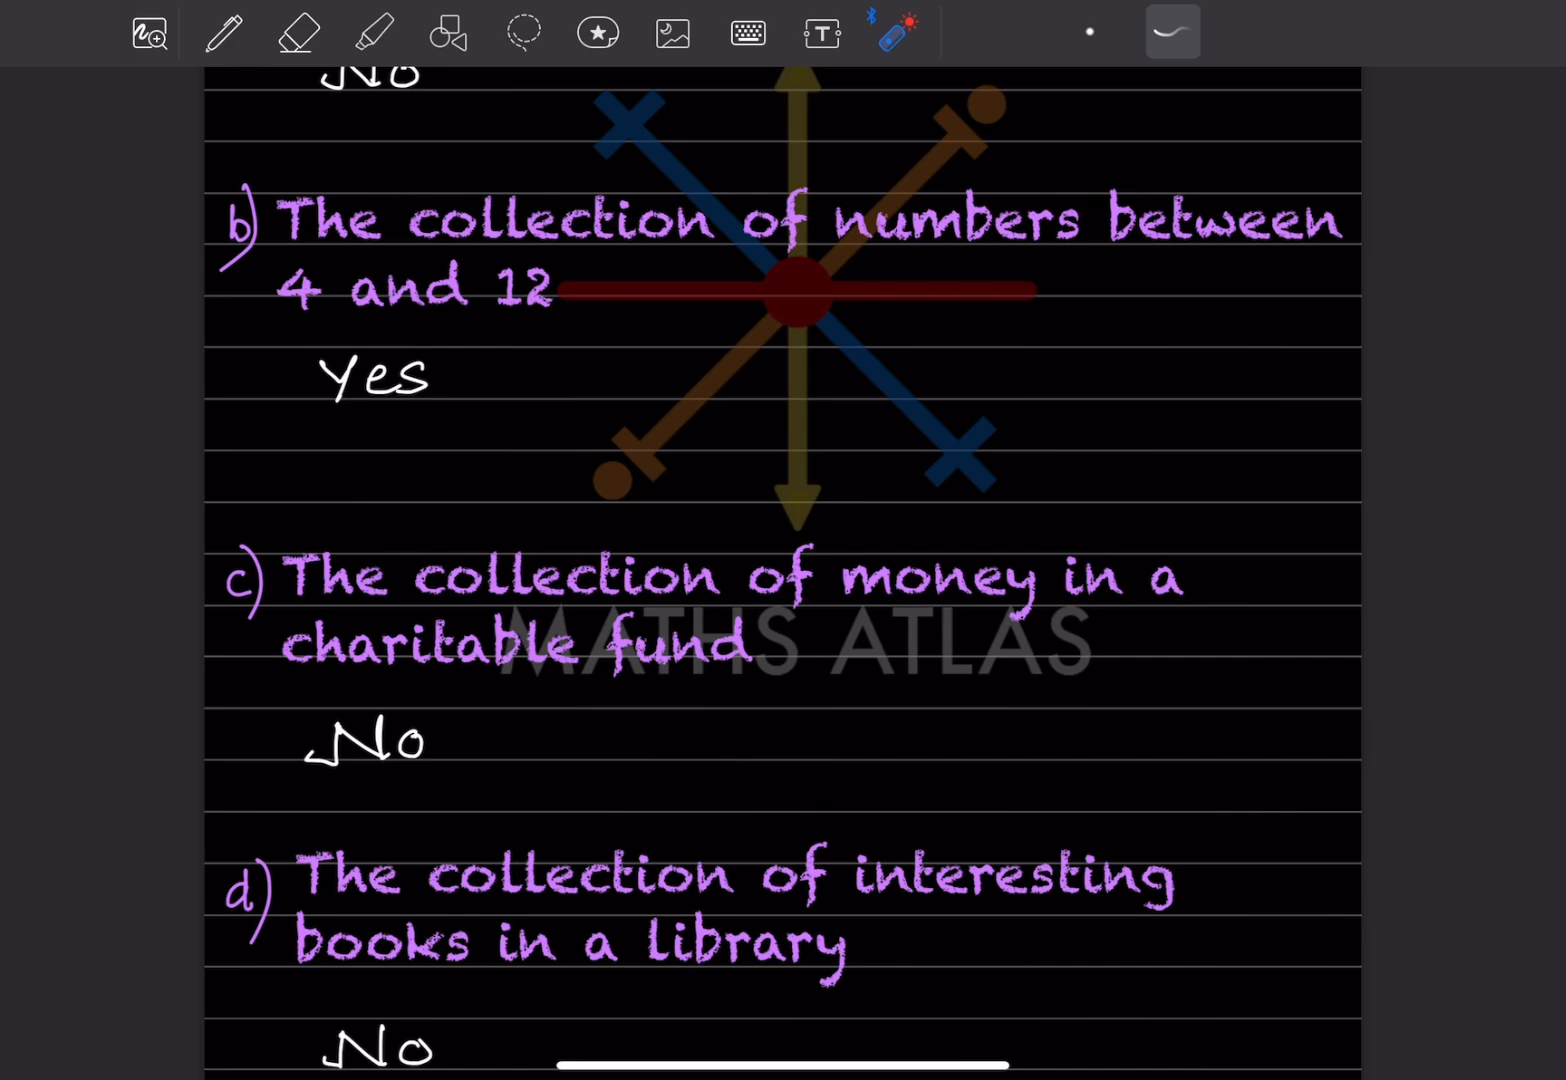 No
b) The collection of numbers between
4 and 12
Yes
c) The collection of money in a
charitable fund
MATHS ATLAS
No
d) The collection of interesting
books in a library
No